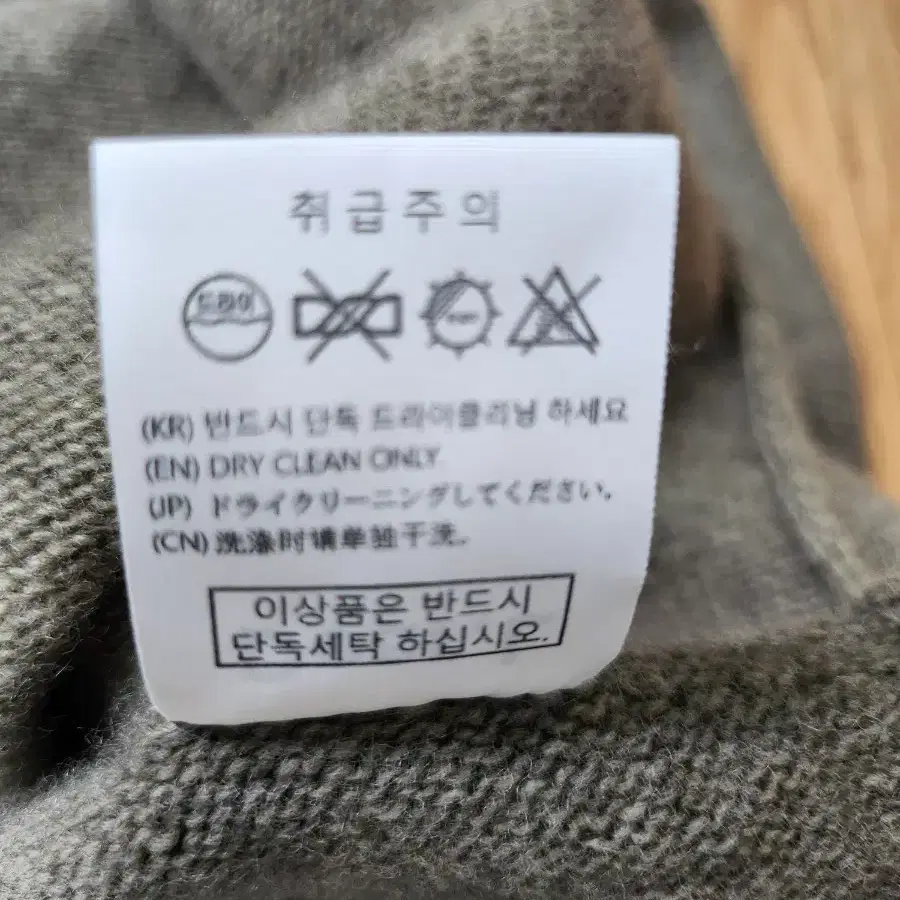 취급주의
드라이
(KR) 반드시 단독 드라이클리닝 하세요
(EN) DRY CLEAN ONLY.
(JP) ドライクリーニングしてください。
(CN) 洗涤时请单独干洗。
이상품은 반드시
단독세탁 하십시오.